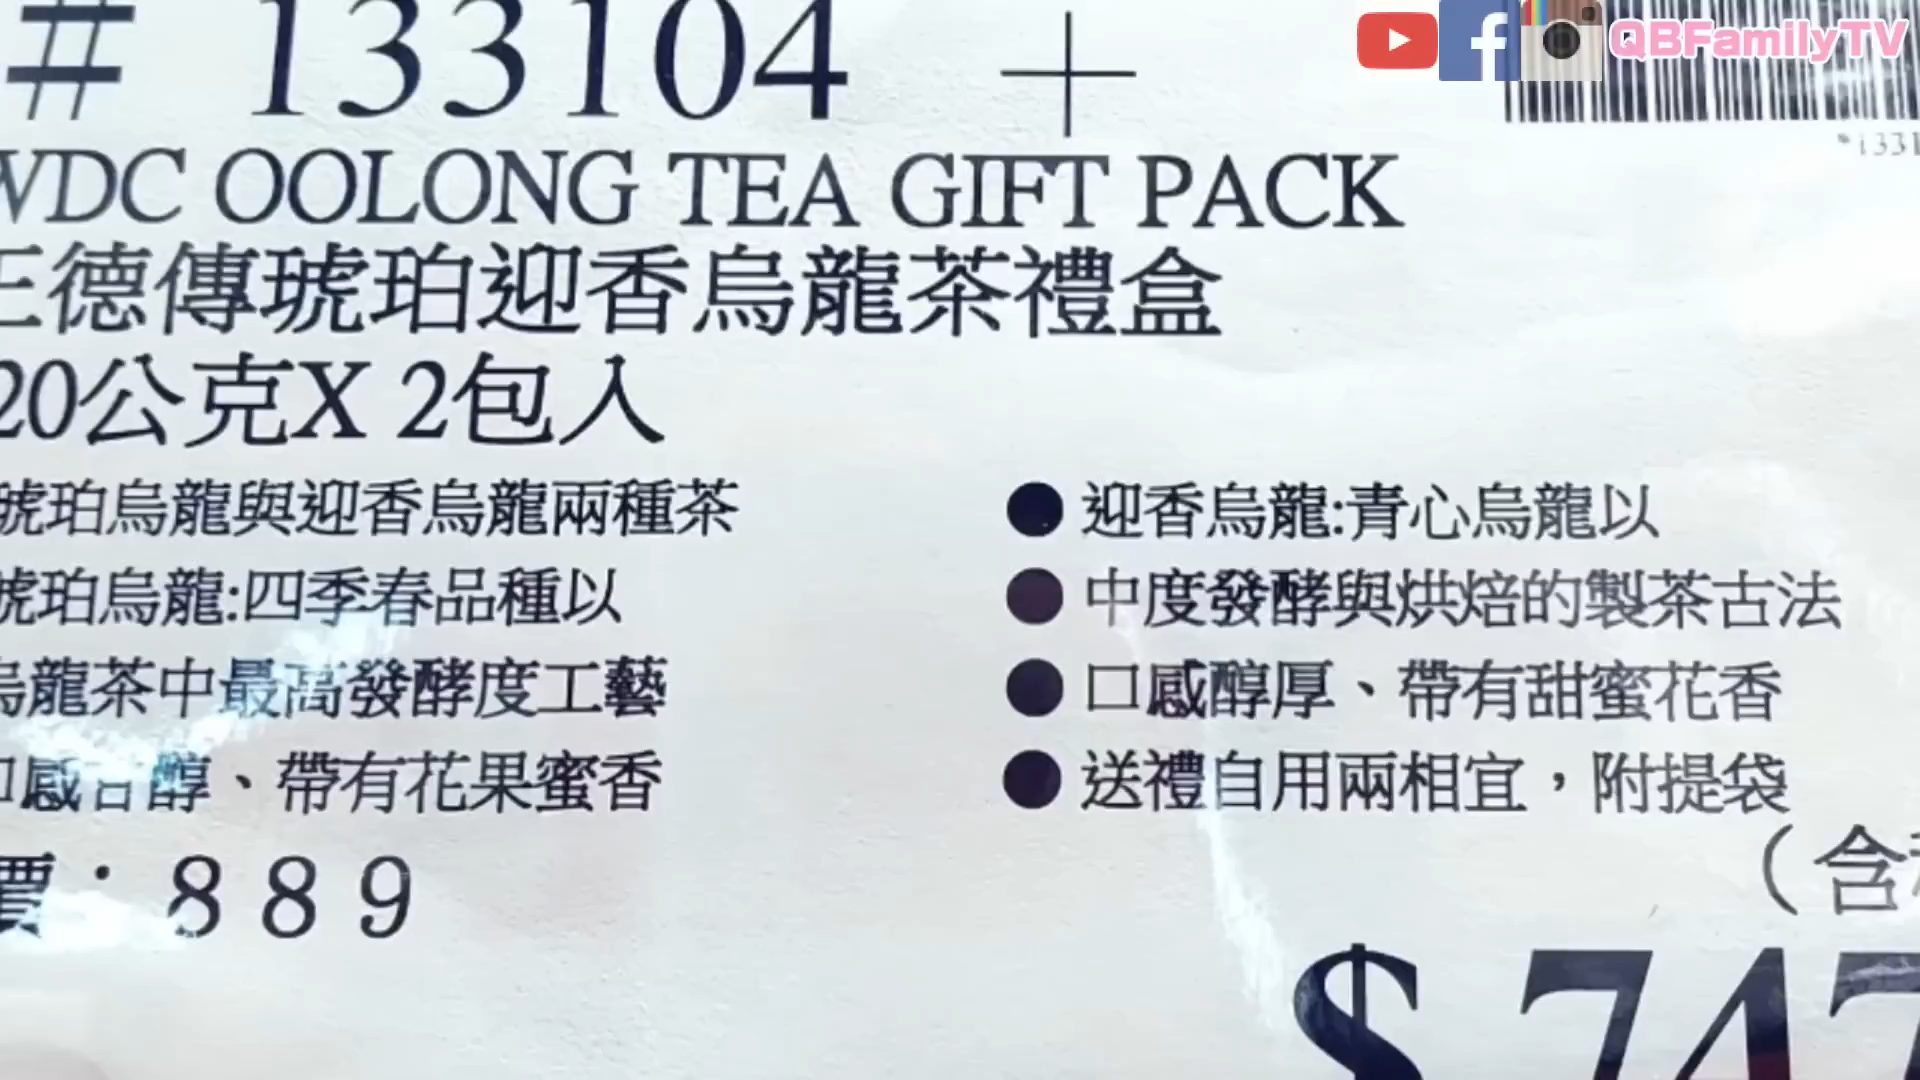 # 133104 +
QBFamilyTV
*1331
WDC OOLONG TEA GIFT PACK
王德傳琥珀迎香烏龍茶禮盒
20公克X 2包入
琥珀烏龍與迎香烏龍兩種茶
琥珀烏龍:四季春品種以
烏龍茶中最高發酵度工藝
口感甘醇、帶有花果蜜香
● 迎香烏龍:青心烏龍以
● 中度發酵與烘焙的製茶古法
● 口感醇厚、帶有甜蜜花香
● 送禮自用兩相宜，附提袋
價：889
（含
$ 747